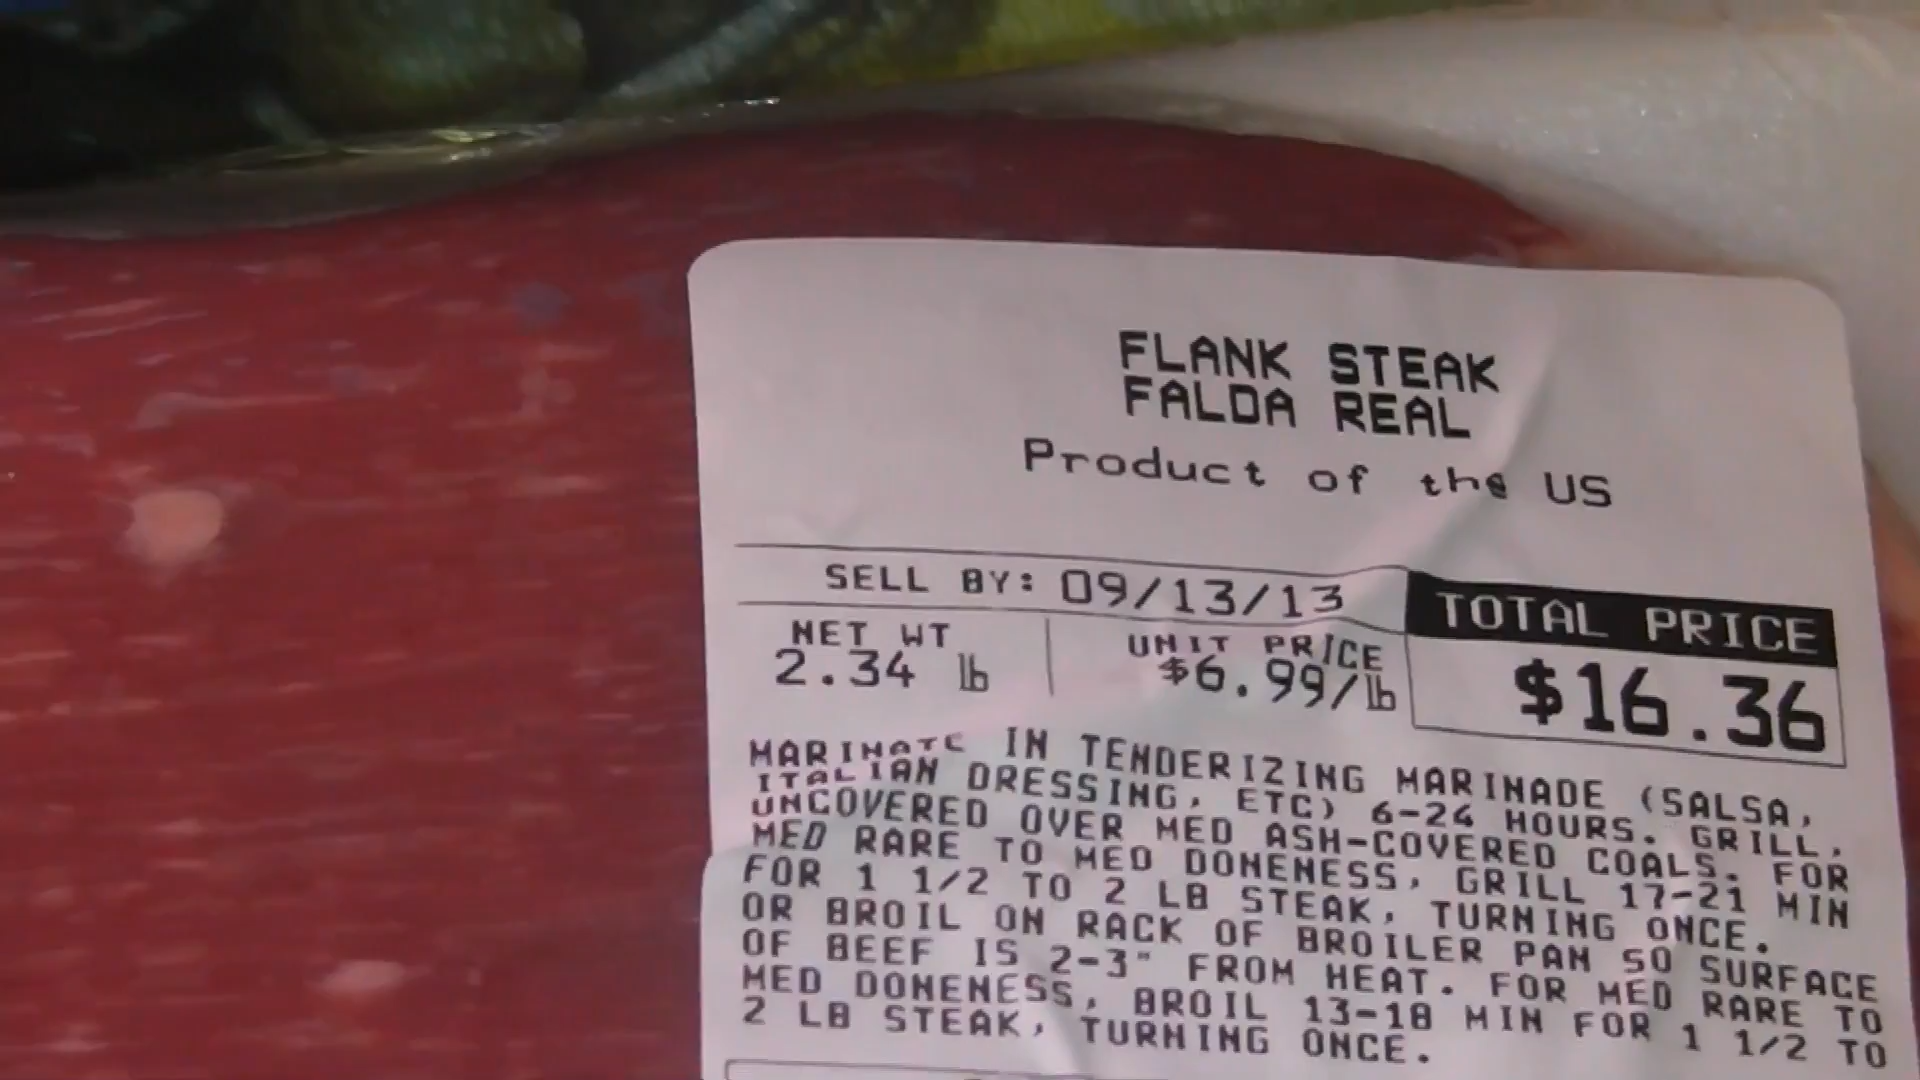 FLANK STEAK
FALDA REAL
Product of the US
SELL BY: 09/13/13
TOTAL PRICE
NET WT
UNIT PRICE
2.34 lb
$6.99/lb
$16.36
MARINATE IN TENDERIZING MARINADE (SALSA,
ITALIAN DRESSING, ETC) 6-24 HOURS. GRILL,
UNCOVERED OVER MED ASH-COVERED COALS. FOR
MED RARE TO MED DONENESS, GRILL 17-21 MIN
FOR 1 1/2 TO 2 LB STEAK, TURNING ONCE.
OR BROIL ON RACK OF BROILER PAN SO SURFACE
OF BEEF IS 2-3" FROM HEAT. FOR MED RARE TO
MED DONENESS, BROIL 13-18 MIN FOR 1 1/2 TO
2 LB STEAK, TURNING ONCE.